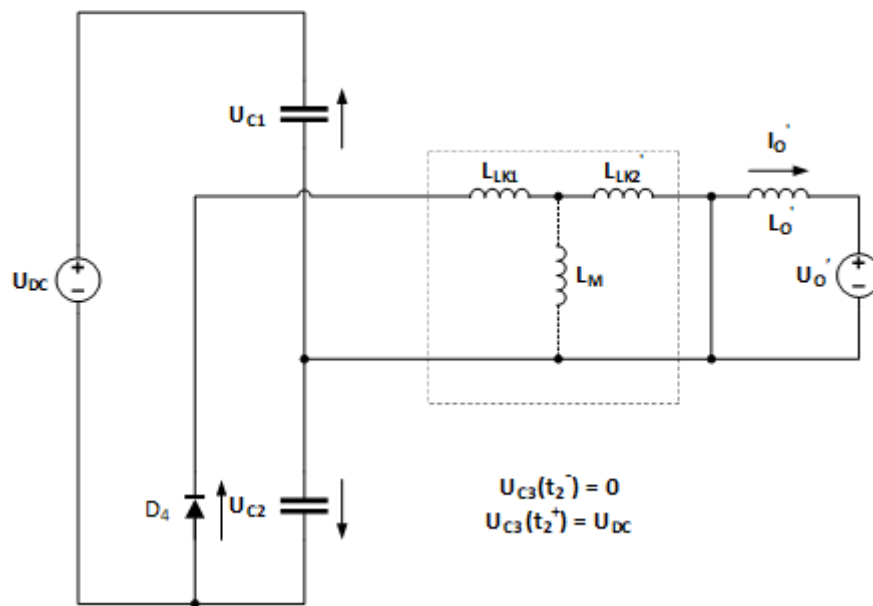 U_C1
I_O'
L_LK1
L_LK2'
L_O'
U_DC
+
−
L_M
+
−
U_O'
D_4
U_C2
U_C3(t_2^-) = 0
U_C3(t_2^+) = U_DC